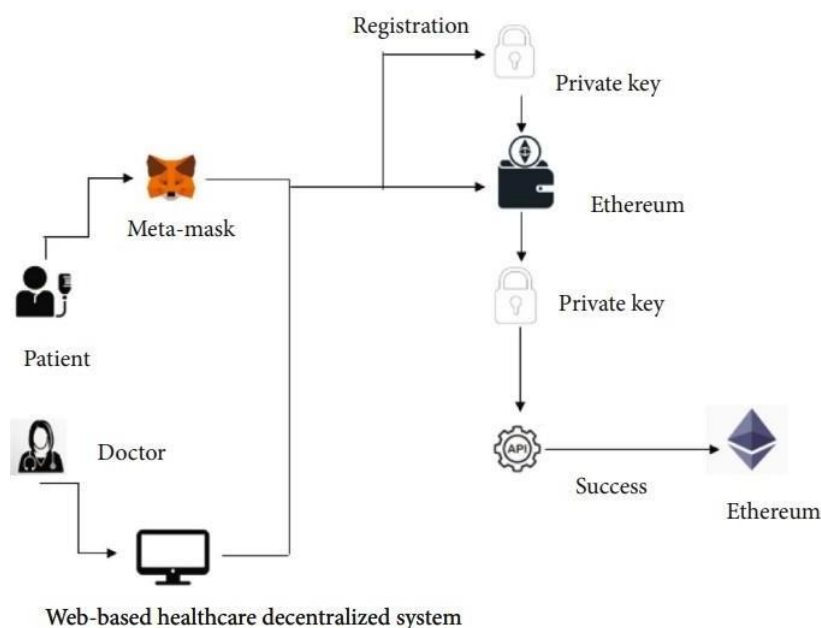 Registration
Private key
Meta-mask
Ethereum
Private key
Patient
Doctor
API
Success
Ethereum
Web-based healthcare decentralized system